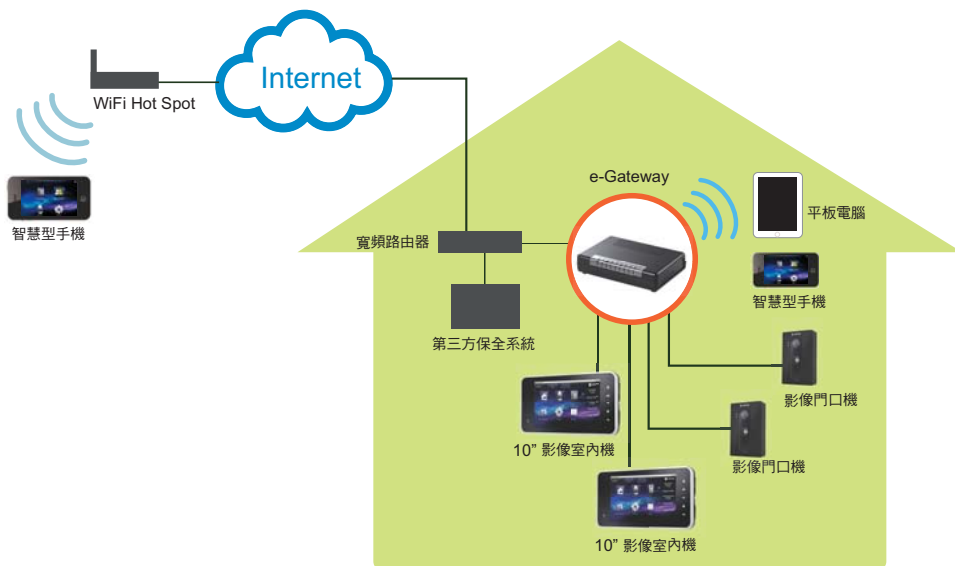 Internet
WiFi Hot Spot
智慧型手機
e-Gateway
平板電腦
寬頻路由器
智慧型手機
第三方保全系統
影像門口機
10” 影像室內機
影像門口機
10” 影像室內機